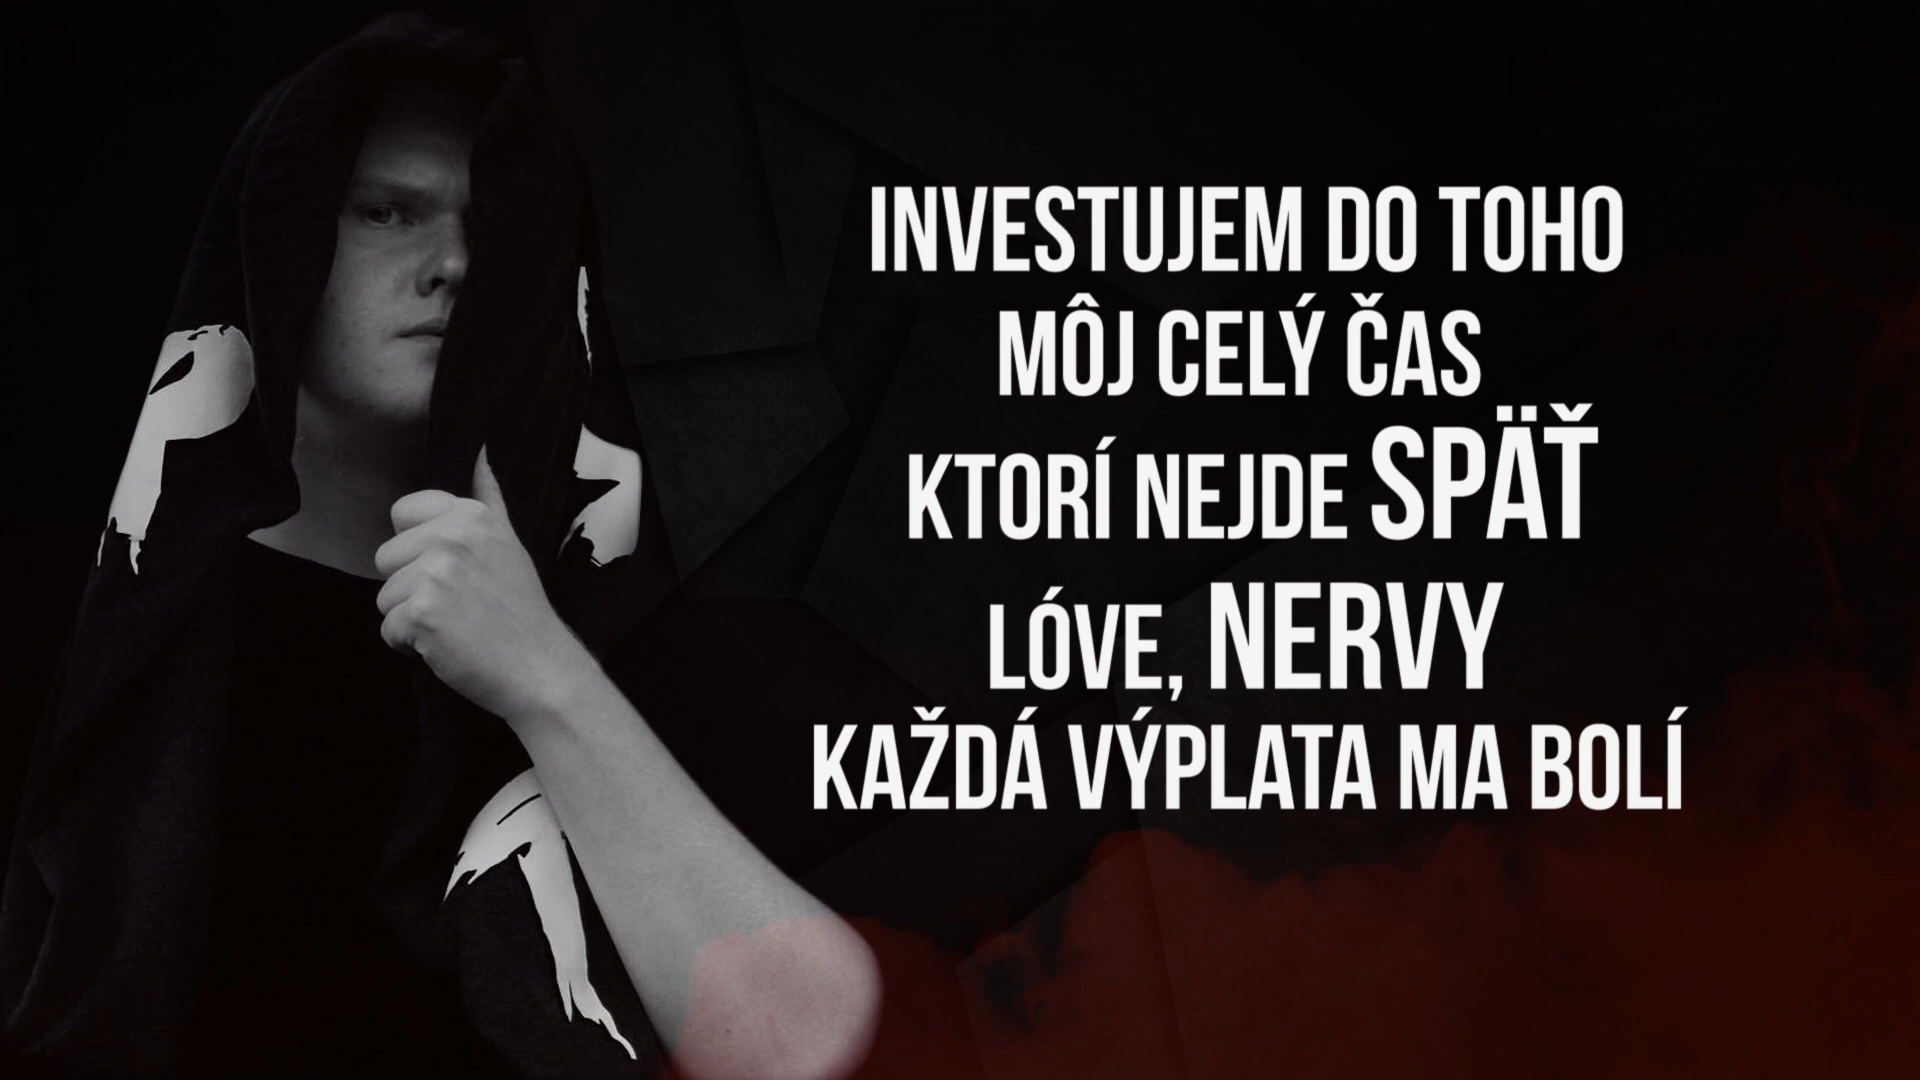 INVESTUJEM DO TOHO
MÔJ CELÝ ČAS
KTORÍ NEJDE SPÄŤ
LÓVE, NERVY
KAŽDÁ VÝPLATA MA BOLÍ